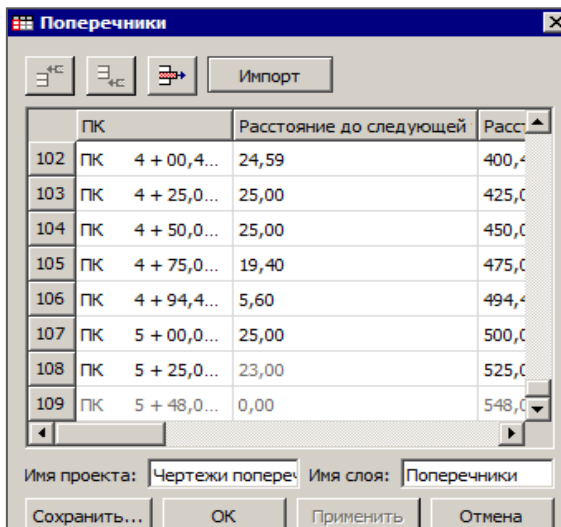 Поперечники
Импорт
ПК Расстояние до следующей Расст
102 ПК 4 + 00,4... 24,59 400,4
103 ПК 4 + 25,0... 25,00 425,0
104 ПК 4 + 50,0... 25,00 450,0
105 ПК 4 + 75,0... 19,40 475,0
106 ПК 4 + 94,4... 5,60 494,4
107 ПК 5 + 00,0... 25,00 500,0
108 ПК 5 + 25,0... 23,00 525,0
109 ПК 5 + 48,0... 0,00 548,0
Имя проекта: Чертежи попереч Имя слоя: Поперечники
Сохранить... ОК Применить Отмена